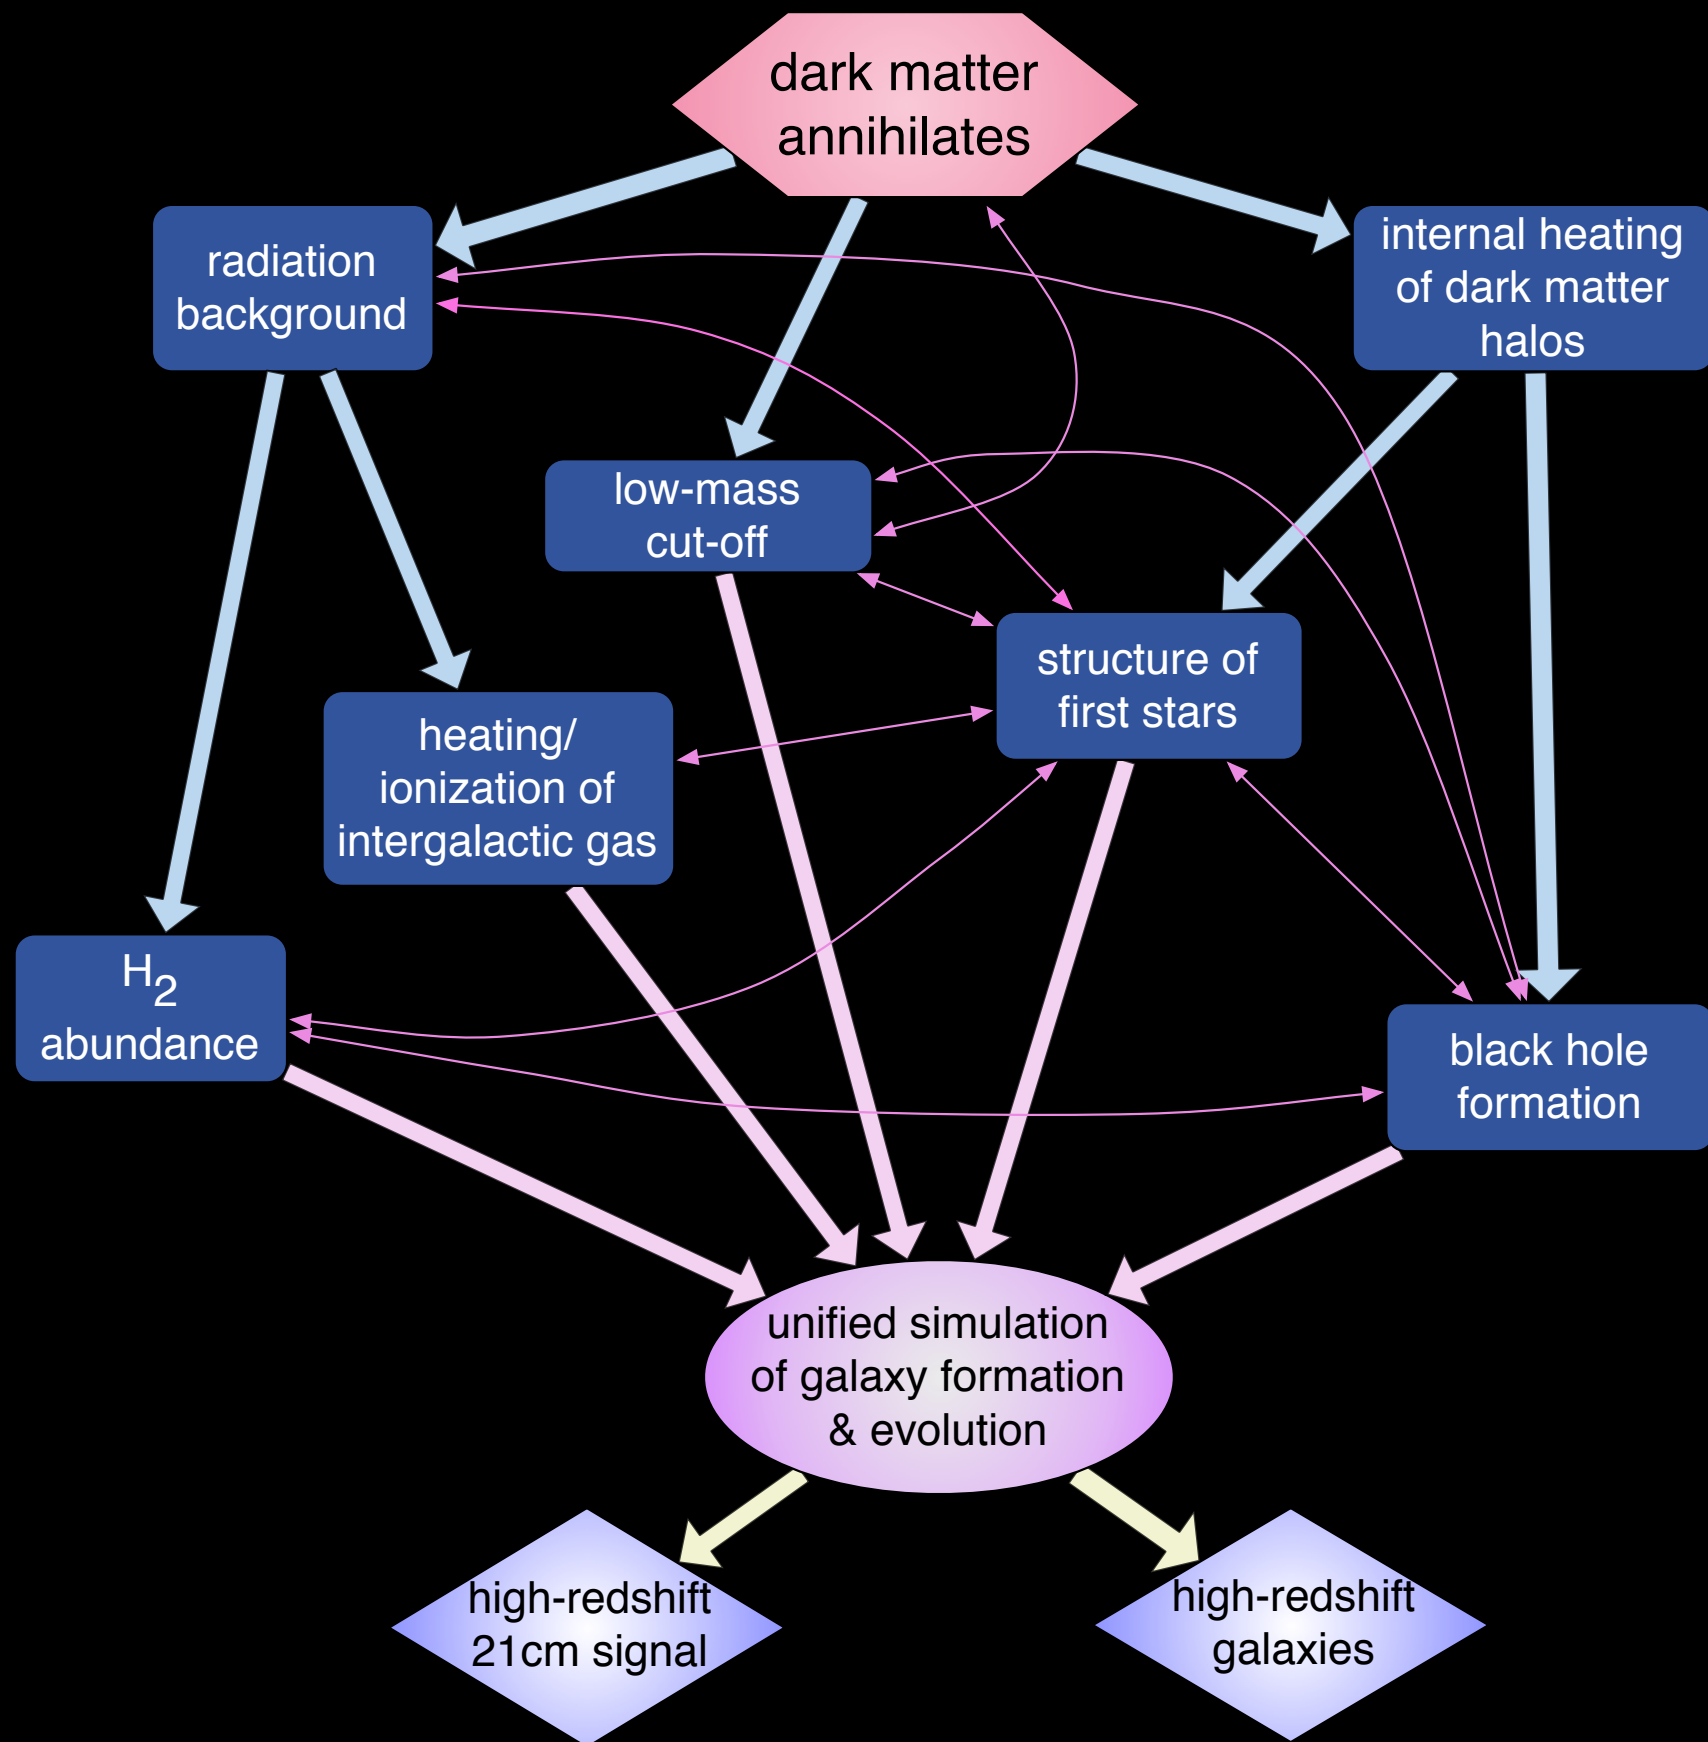 dark matter
annihilates
radiation
background
internal heating
of dark matter
halos
low-mass
cut-off
structure of
first stars
heating/
ionization of
intergalactic gas
H₂
abundance
black hole
formation
unified simulation
of galaxy formation
& evolution
high-redshift
21cm signal
high-redshift
galaxies